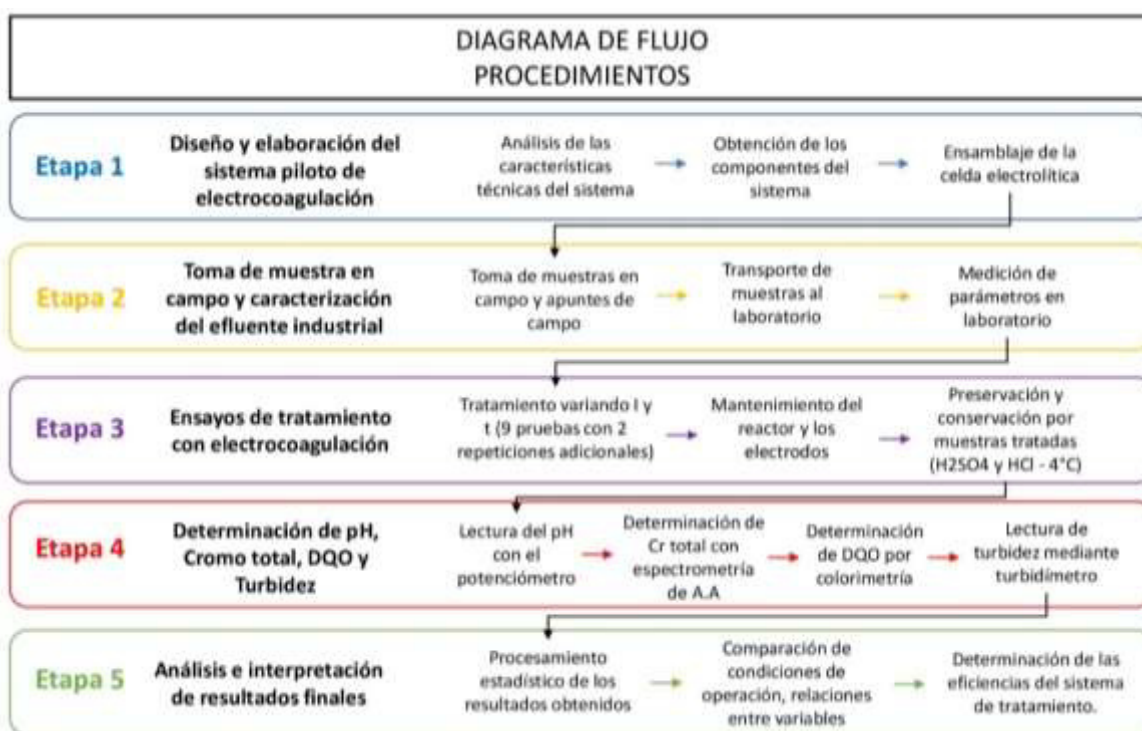 DIAGRAMA DE FLUJO
PROCEDIMIENTOS
Etapa 1
Diseño y elaboración del
sistema piloto de
electrocoagulación
Análisis de las
características
técnicas del sistema
Obtención de los
componentes del
sistema
Ensamblaje de la
celda electrolítica
Etapa 2
Toma de muestra en
campo y caracterización
del efluente industrial
Toma de muestras en
campo y apuntes de
campo
Transporte de
muestras al
laboratorio
Medición de
parámetros en
laboratorio
Etapa 3
Ensayos de tratamiento
con electrocoagulación
Tratamiento variando I y
t (9 pruebas con 2
repeticiones adicionales)
Mantenimiento del
reactor y los
electrodos
Preservación y
conservación por
muestras tratadas
(H2SO4 y HCl - 4°C)
Etapa 4
Determinación de pH,
Cromo total, DQO y
Turbidez
Lectura del pH
con el
potenciómetro
Determinación de
Cr total con
espectrometría
de A.A
Determinación
de DQO por
colorimetría
Lectura de
turbidez mediante
turbidímetro
Etapa 5
Análisis e interpretación
de resultados finales
Procesamiento
estadístico de los
resultados obtenidos
Comparación de
condiciones de
operación, relaciones
entre variables
Determinación de las
eficiencias del sistema
de tratamiento.